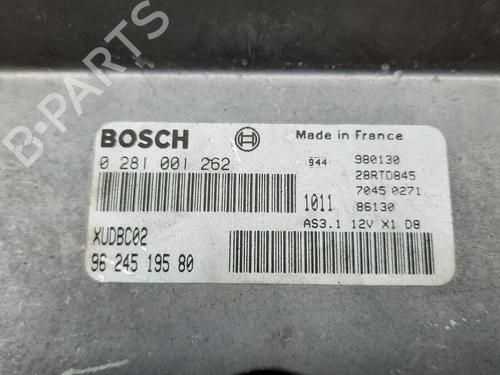 BOSCH
Made in France
0 281 001 262
944
980130
28RTD845
7045 0271
1011
86130
AS3.1 12V X1 D8
XUDBC02
96 245 195 80
B-PARTS